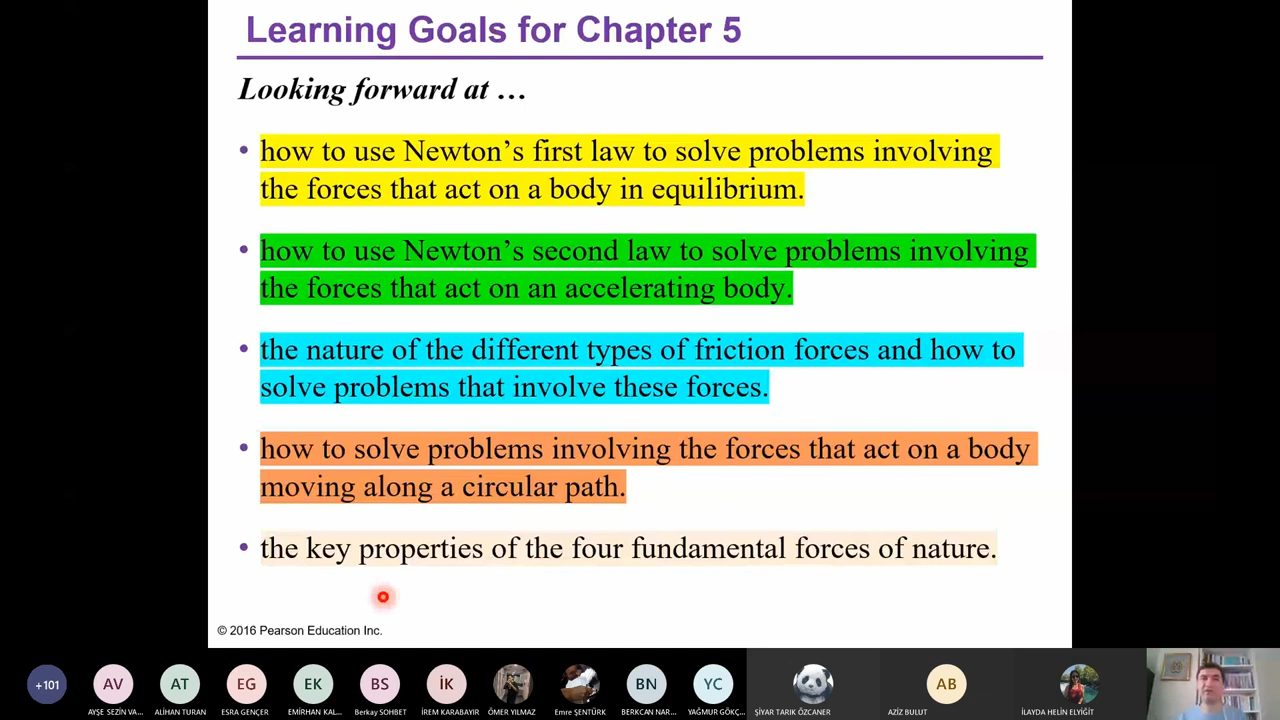 Learning Goals for Chapter 5
Looking forward at …
• how to use Newton’s first law to solve problems involving
the forces that act on a body in equilibrium.
• how to use Newton’s second law to solve problems involving
the forces that act on an accelerating body.
• the nature of the different types of friction forces and how to
solve problems that involve these forces.
• how to solve problems involving the forces that act on a body
moving along a circular path.
• the key properties of the four fundamental forces of nature.
© 2016 Pearson Education Inc.
+101 AV AT EG EK BS İK BN YC AB
AYŞE SEZİN VA... ALİHAN TURAN ESRA GENÇER EMİRHAN KAL... Berkay SOHBET İREM KARABAYIR ÖMER YILMAZ Emre ŞENTÜRK BERKCAN NAR... YAĞMUR GÖKÇ... ŞİYAR TARIK ÖZCANER AZİZ BULUT İLAYDA HELİN ELYİĞİT